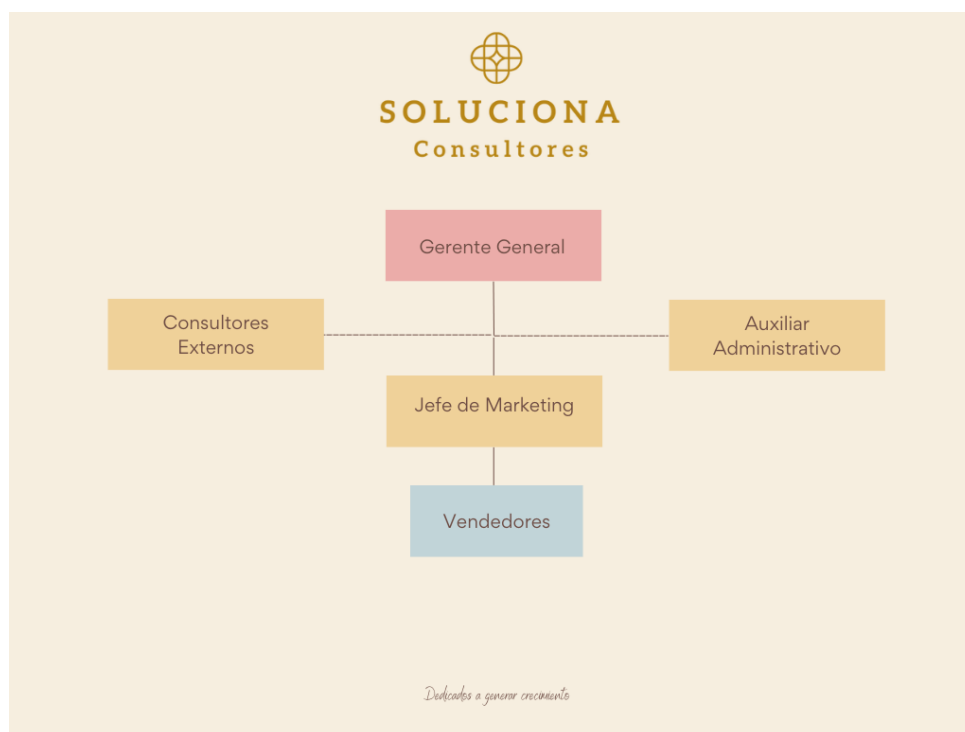 SOLUCIONA
Consultores
Gerente General
Consultores
Externos
Auxiliar
Administrativo
Jefe de Marketing
Vendedores
Dedicados a generar crecimiento